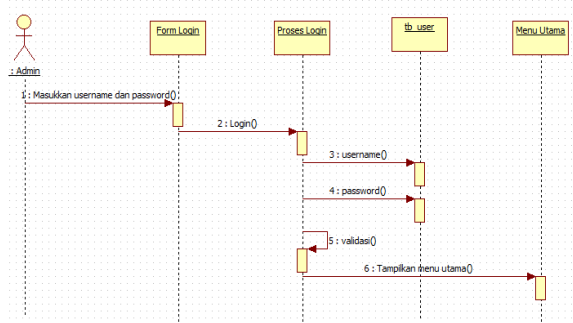 Form Login
Proses Login
tb_user
Menu Utama
: Admin
1 : Masukkan username dan password()
2 : Login()
3 : username()
4 : password()
5 : validasi()
6 : Tampilkan menu utama()